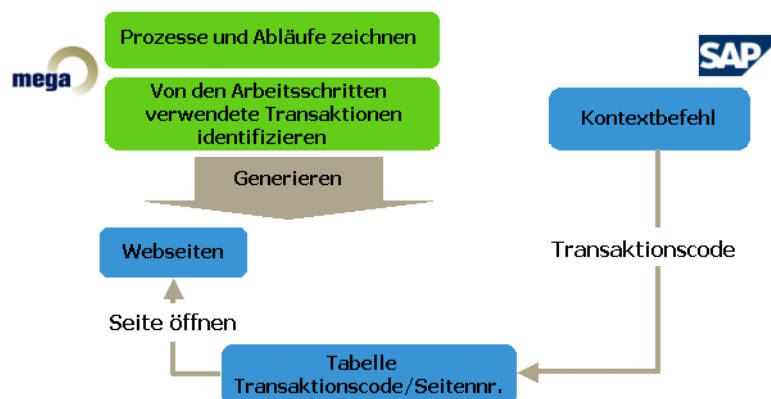 Prozesse und Abläufe zeichnen
mega
SAP
Von den Arbeitsschritten
verwendete Transaktionen
identifizieren
Kontextbefehl
Generieren
Webseiten
Transaktionscode
Seite öffnen
Tabelle
Transaktionscode/Seitennr.